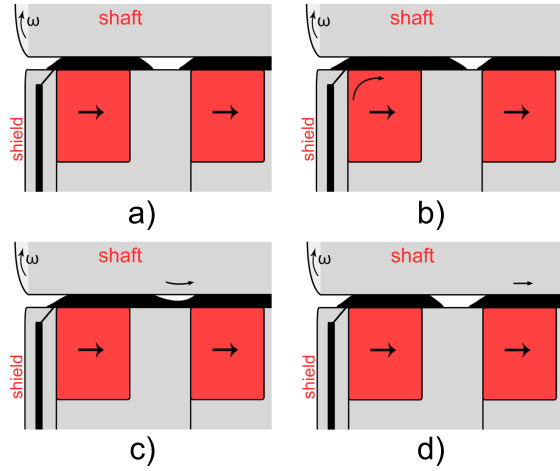 ω shaft
shield
a)
ω shaft
shield
b)
ω shaft
shield
c)
ω shaft
shield
d)